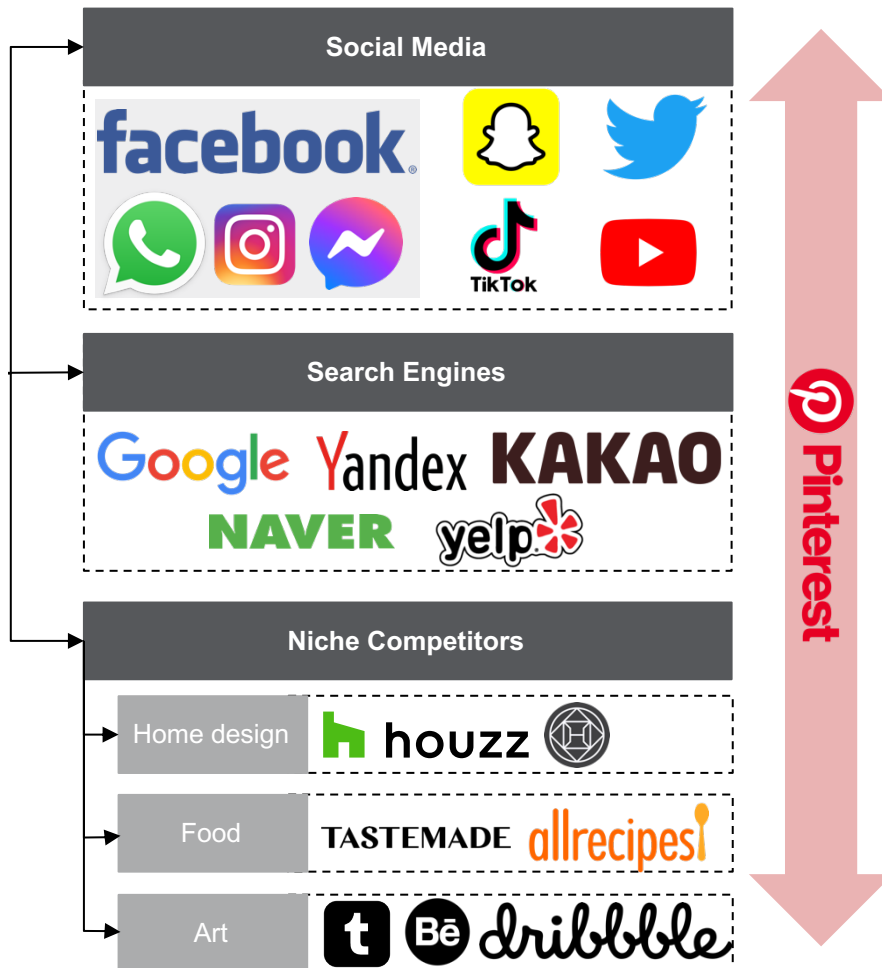 Social Media
facebook®
TikTok
Search Engines
Google Yandex KAKAO
NAVER yelp
Pinterest
Niche Competitors
Home design
houzz
Food
TASTEMADE allrecipes
Art
t Bē dribbble